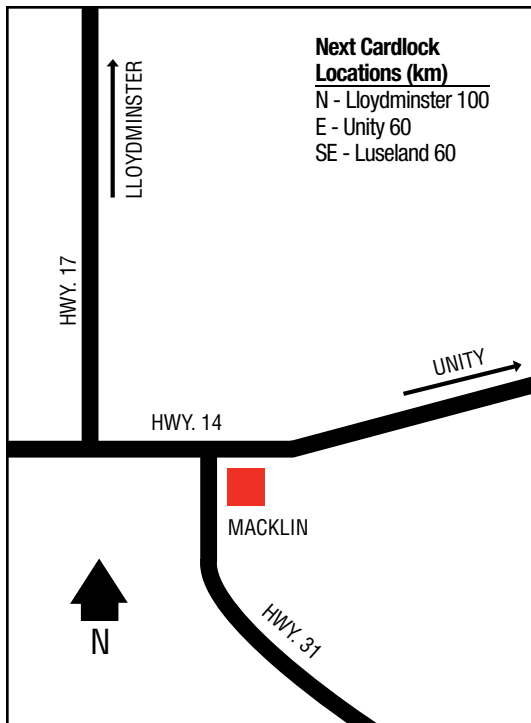 Next Cardlock
Locations (km)
N - Lloydminster 100
E - Unity 60
SE - Luseland 60
LLOYDMINSTER
HWY. 17
UNITY
HWY. 14
MACKLIN
HWY. 31
N